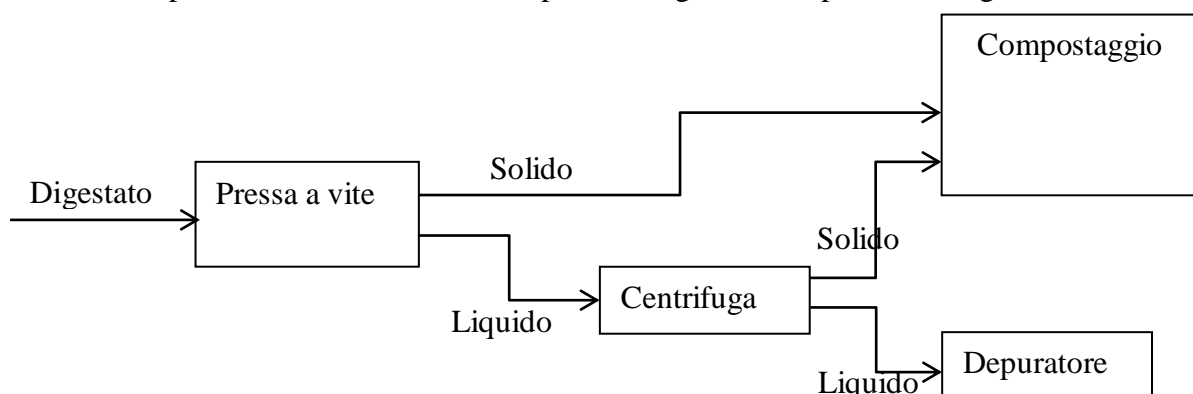 Compostaggio
Solido
Digestato
Pressa a vite
Solido
Centrifuga
Liquido
Depuratore
Liquido